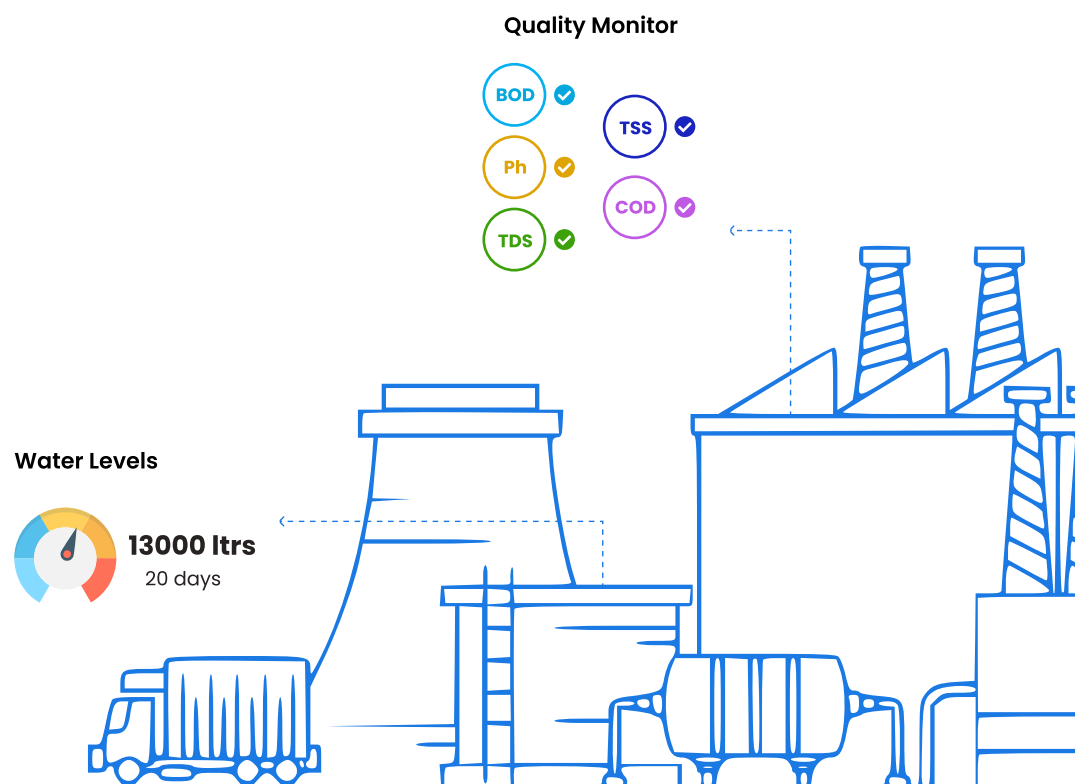 Quality Monitor
BOD
TSS
Ph
COD
TDS
Water Levels
13000 ltrs
20 days